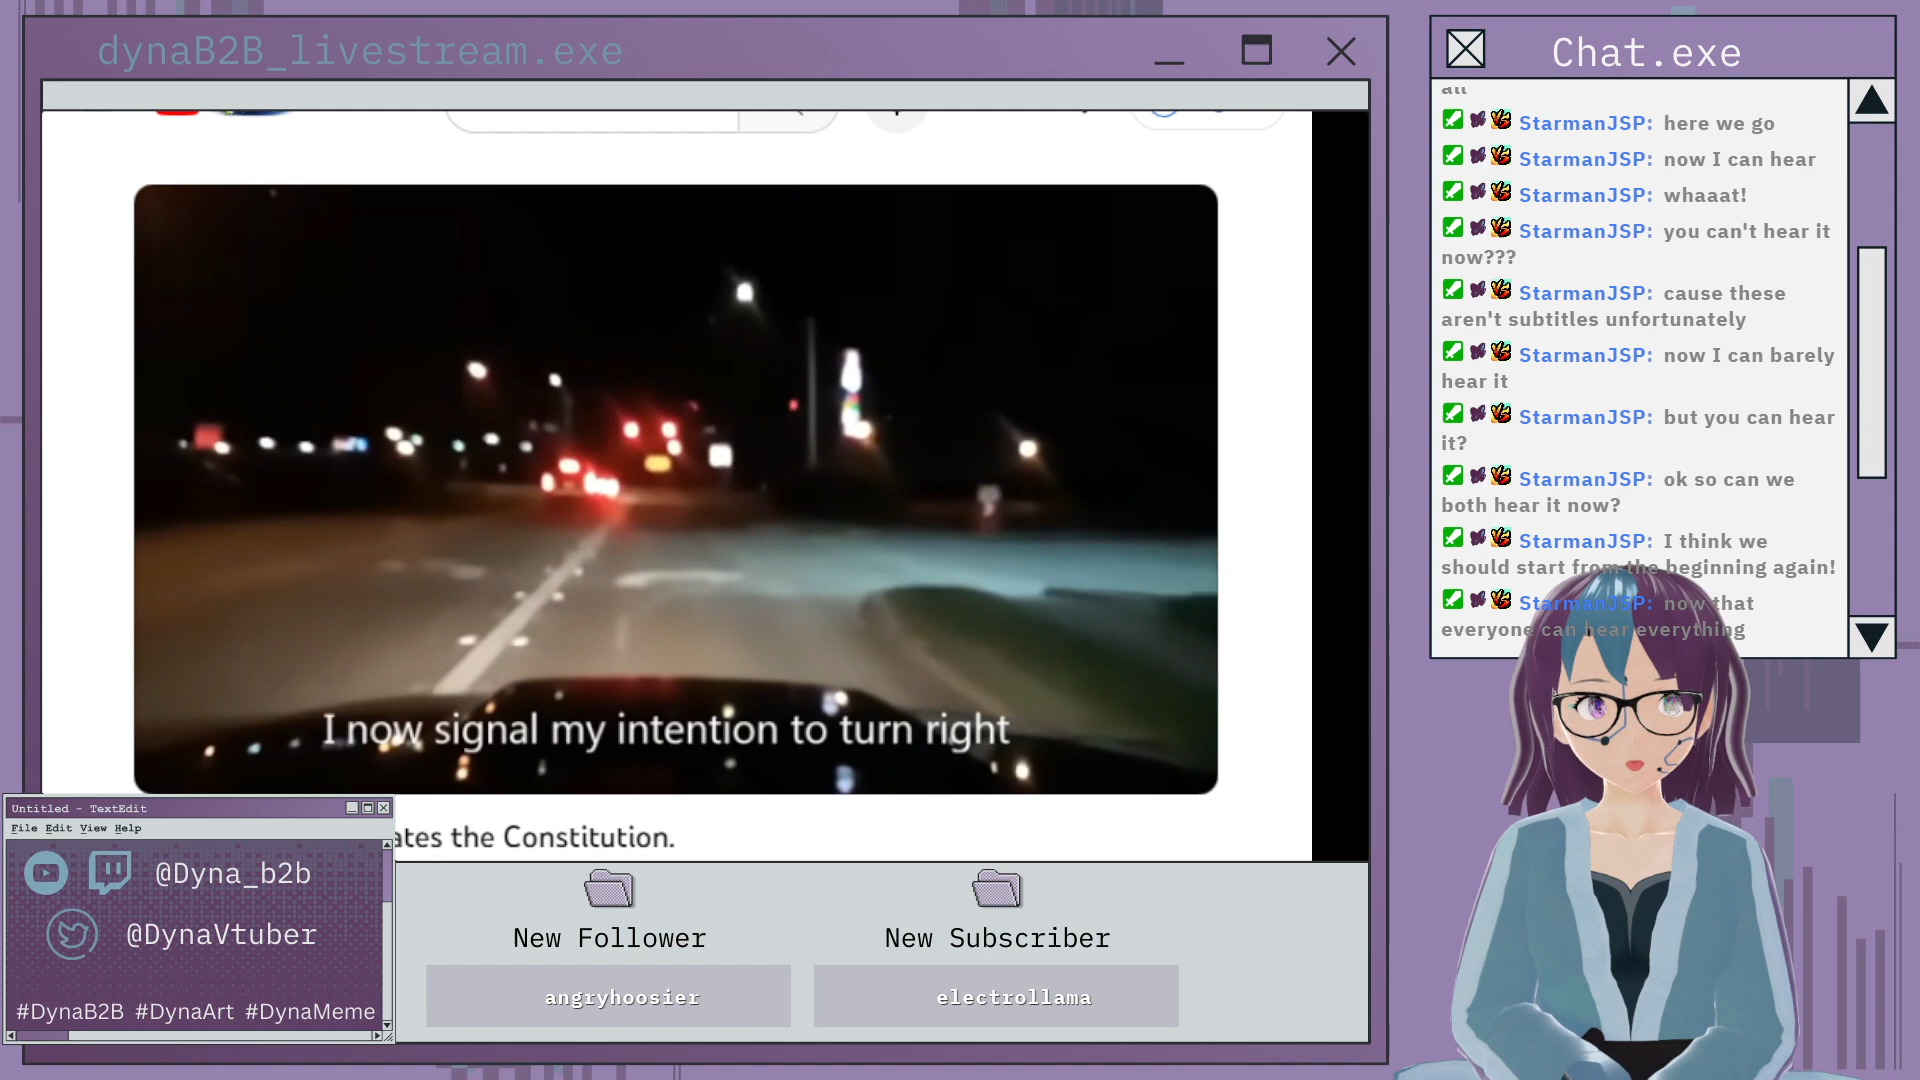 dynaB2B_livestream.exe
I now signal my intention to turn right
ates the Constitution.
Untitled - TextEdit
File Edit View Help
@Dyna_b2b
@DynaVtuber
#DynaB2B #DynaArt #DynaMeme
New Follower
angryhoosier
New Subscriber
electrollama
Chat.exe
all
StarmanJSP: here we go
StarmanJSP: now I can hear
StarmanJSP: whaaat!
StarmanJSP: you can't hear it
now???
StarmanJSP: cause these
aren't subtitles unfortunately
StarmanJSP: now I can barely
hear it
StarmanJSP: but you can hear
it?
StarmanJSP: ok so can we
both hear it now?
StarmanJSP: I think we
should start from the beginning again!
StarmanJSP: now that
everyone can hear everything